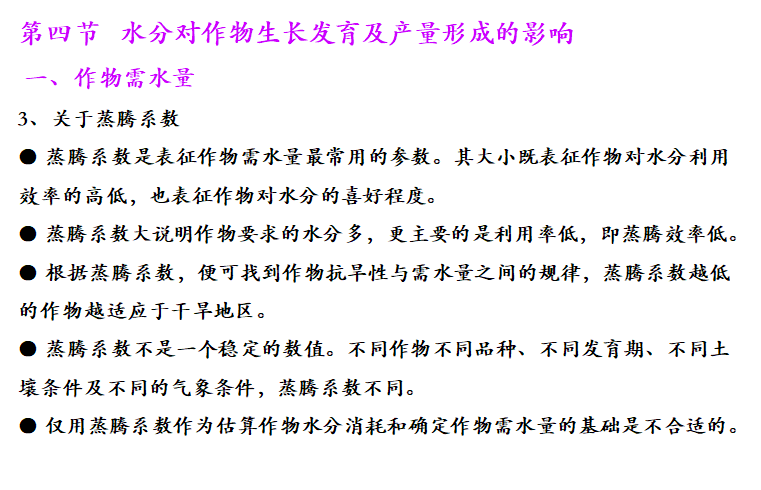 第四节 水分对作物生长发育及产量形成的影响
一、作物需水量
3、关于蒸腾系数
● 蒸腾系数是表征作物需水量最常用的参数。其大小既表征作物对水分利用
效率的高低，也表征作物对水分的喜好程度。
● 蒸腾系数大说明作物要求的水分多，更主要的是利用率低，即蒸腾效率低。
● 根据蒸腾系数，便可找到作物抗旱性与需水量之间的规律，蒸腾系数越低
的作物越适应于干旱地区。
● 蒸腾系数不是一个稳定的数值。不同作物不同品种、不同发育期、不同土
壤条件及不同的气象条件，蒸腾系数不同。
● 仅用蒸腾系数作为估算作物水分消耗和确定作物需水量的基础是不合适的。